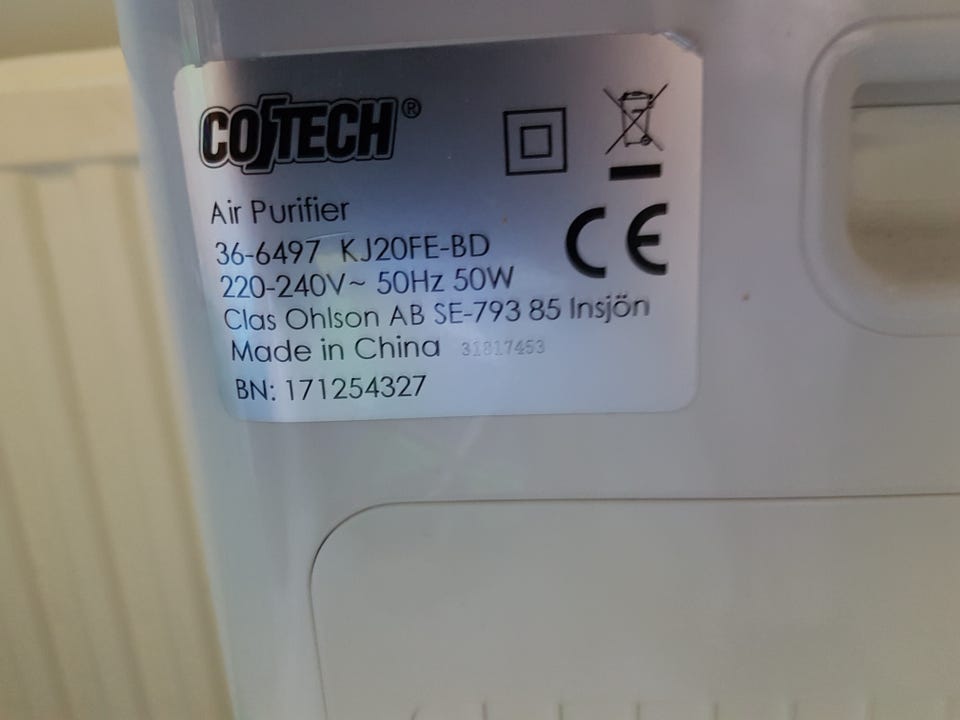 COTECH®
Air Purifier
36-6497 KJ20FE-BD
220-240V~ 50Hz 50W
Clas Ohlson AB SE-793 85 Insjön
Made in China 31817453
BN: 171254327
CE